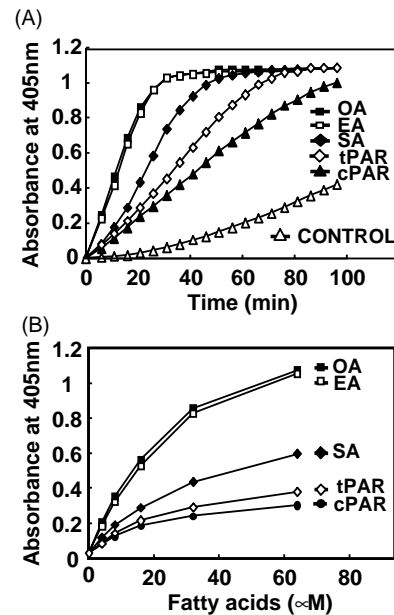 (A)
Absorbance at 405nm
1.2
1
0.8
0.6
0.4
0.2
0
0 20 40 60 80 100
Time (min)
OA
EA
SA
tPAR
cPAR
CONTROL
(B)
Absorbance at 405nm
1.2
1
0.8
0.6
0.4
0.2
0
0 20 40 60 80
Fatty acids (∝M)
OA
EA
SA
tPAR
cPAR